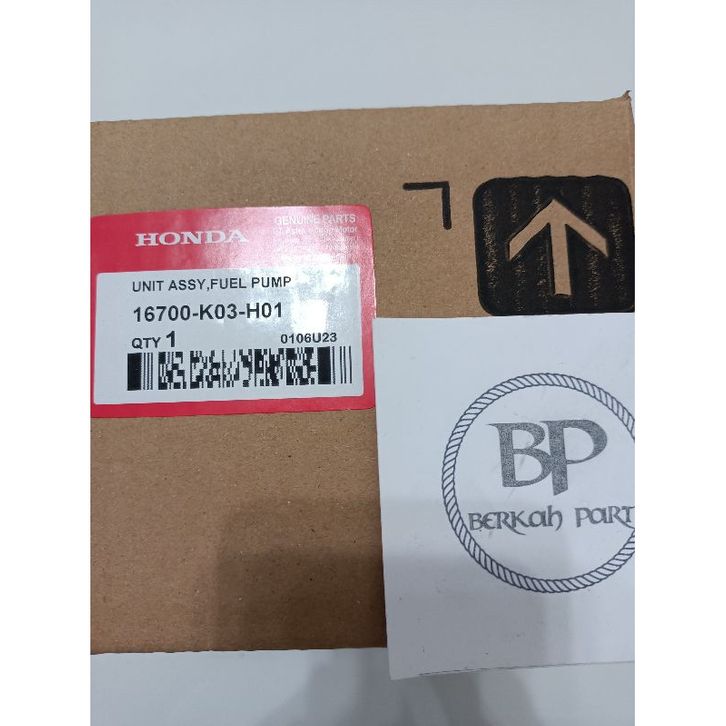 HONDA
GENUINE PARTS
UNIT ASSY,FUEL PUMP
16700-K03-H01
QTY 1
0106U23
BP
BERKAH PART